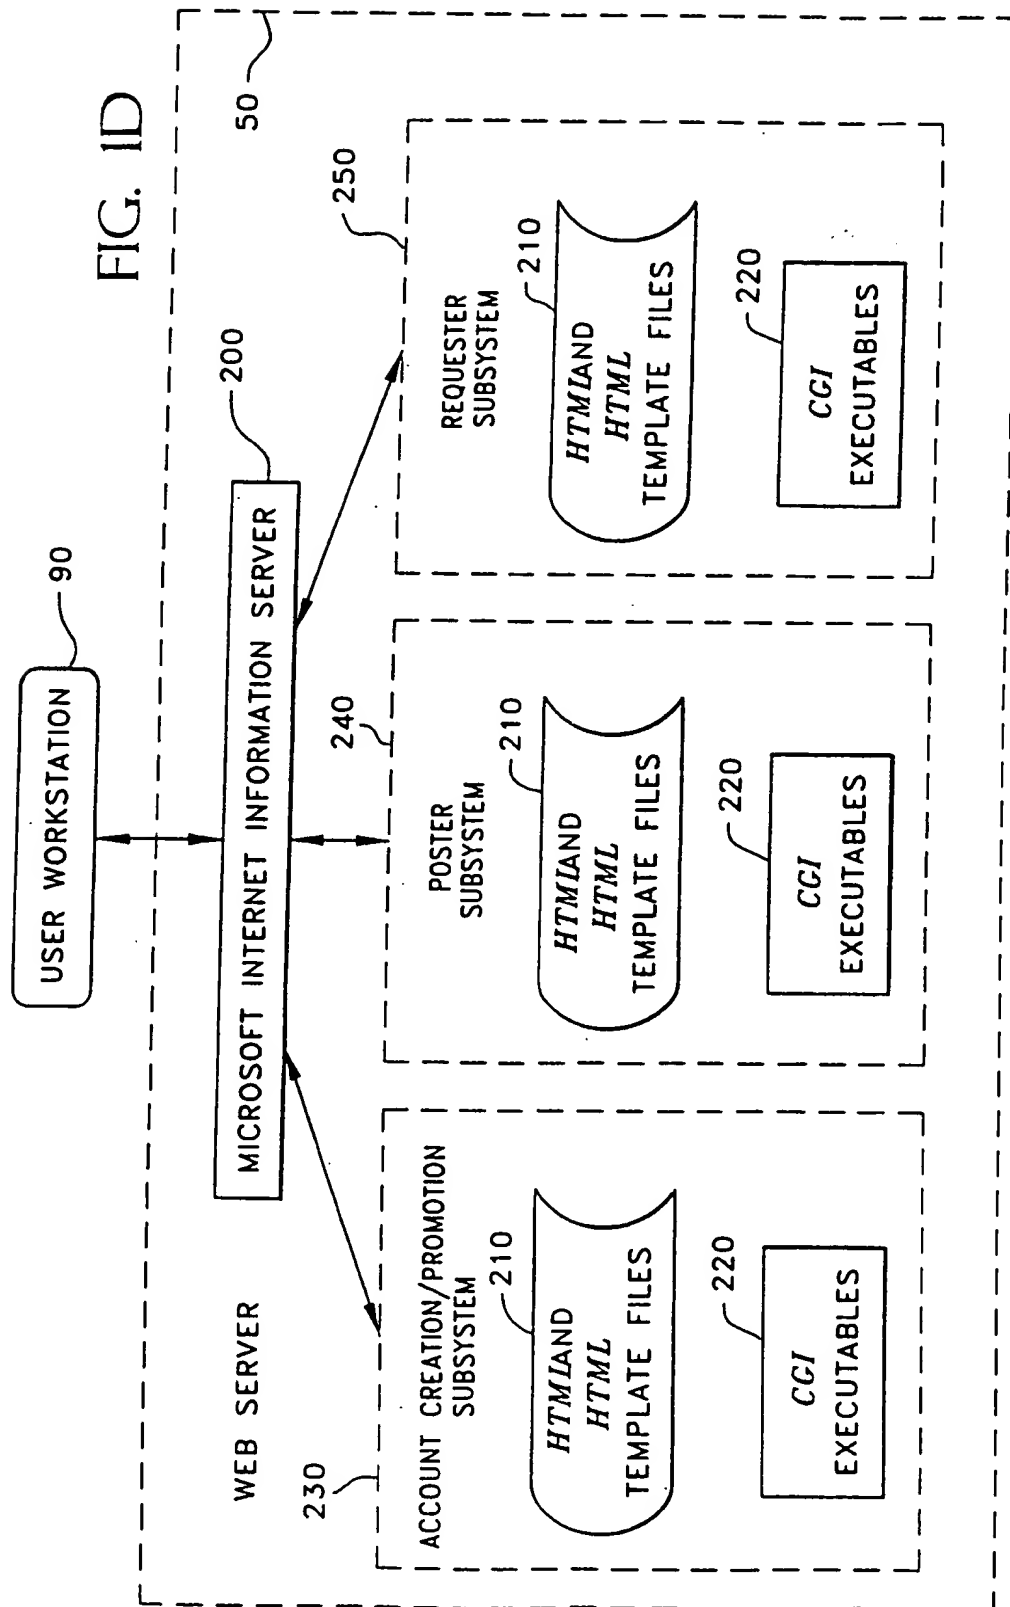 FIG. 1D
USER WORKSTATION
90
50
WEB SERVER
MICROSOFT INTERNET INFORMATION SERVER
200
230
ACCOUNT CREATION/PROMOTION
SUBSYSTEM
210
HTMlAND
HTML
TEMPLATE FILES
220
CGI
EXECUTABLES
240
POSTER
SUBSYSTEM
210
HTMlAND
HTML
TEMPLATE FILES
220
CGI
EXECUTABLES
250
REQUESTER
SUBSYSTEM
210
HTMlAND
HTML
TEMPLATE FILES
220
CGI
EXECUTABLES